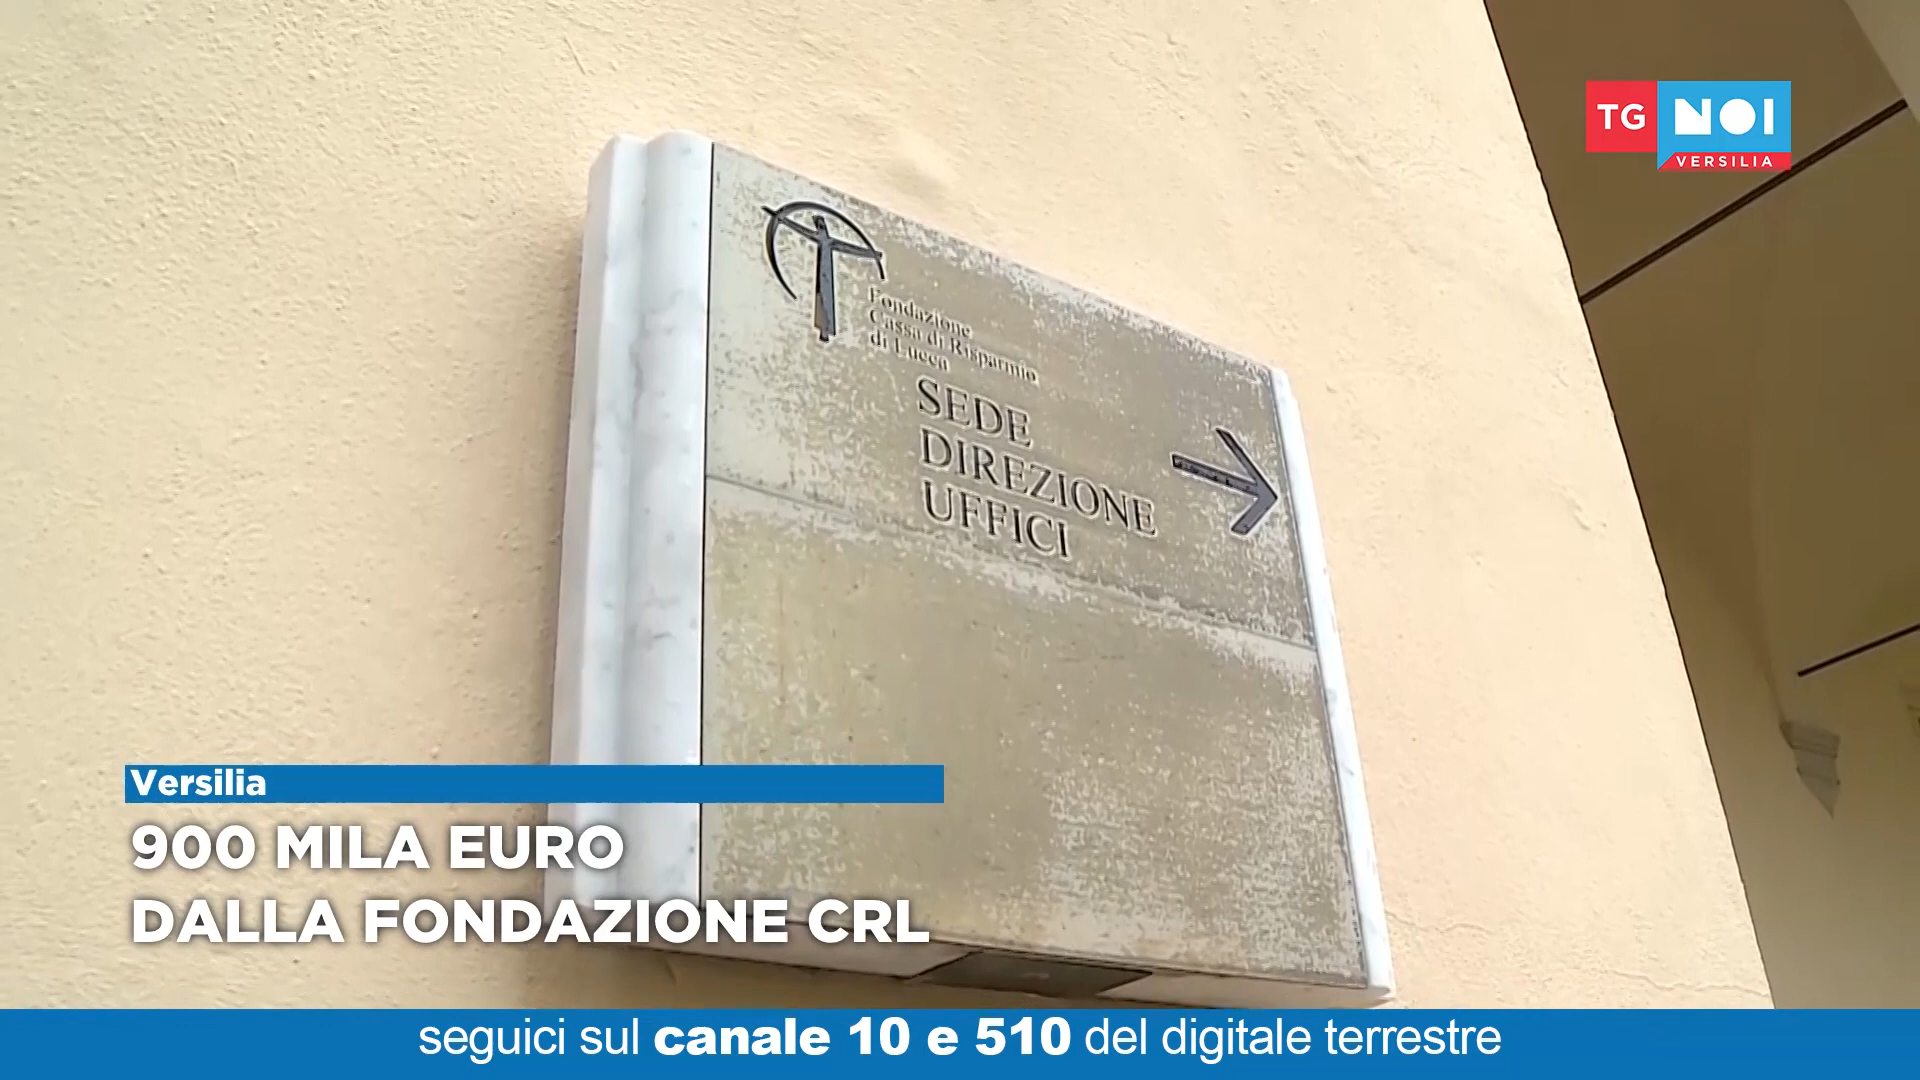 TG NOI
VERSILIA
Fondazione
Cassa di Risparmio
di Lucca
SEDE
DIREZIONE
UFFICI
Versilia
900 MILA EURO
DALLA FONDAZIONE CRL
seguici sul canale 10 e 510 del digitale terrestre